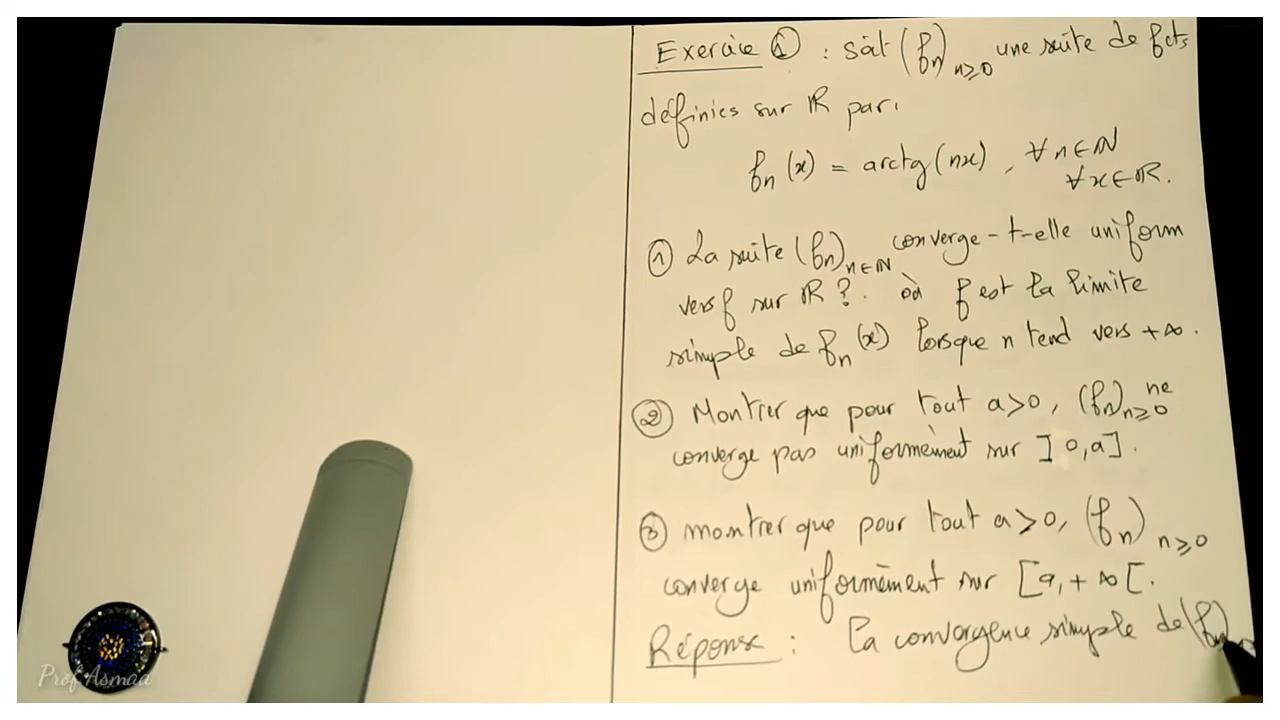 Exercice ① : soit (fn)n≥0 une suite de fcts
définies sur ℝ par:
fn(x) = arctg(nx), ∀n∈ℕ
∀x∈ℝ.
① La suite (fn)n∈ℕ converge-t-elle uniform
vers f sur ℝ ? où f est la limite
simple de fn(x) lorsque n tend vers +∞.
② Montrer que pour tout a>0, (fn)n≥0 ne
converge pas uniformèment sur ]0,a].
③ montrer que pour tout a>0, (fn)n≥0
converge uniformèment sur [a,+∞[.
Réponse : la convergence simple de (fn)
Prof Asmaa